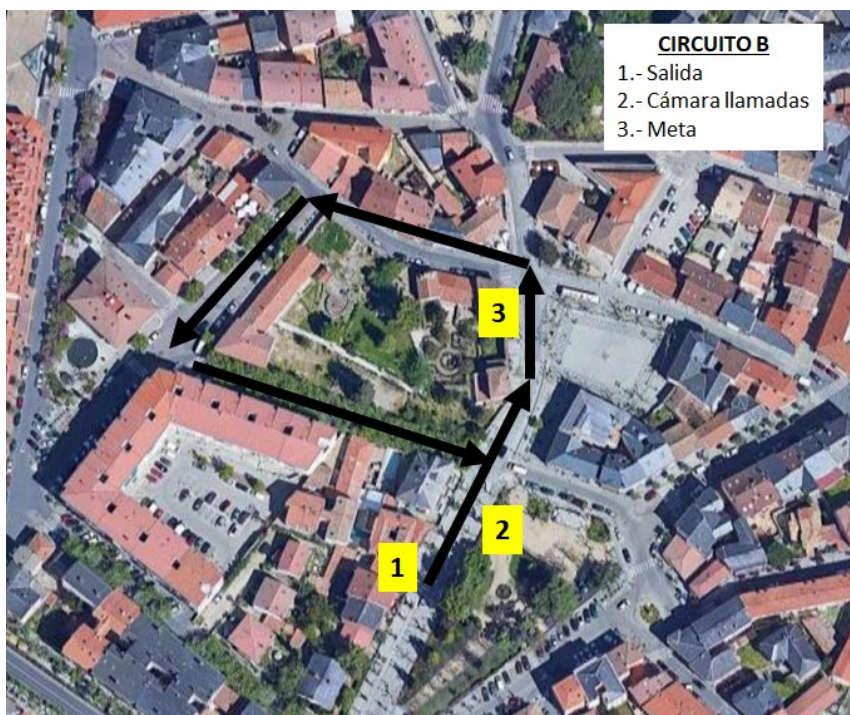 CIRCUITO B
1.- Salida
2.- Cámara llamadas
3.- Meta
3
2
1